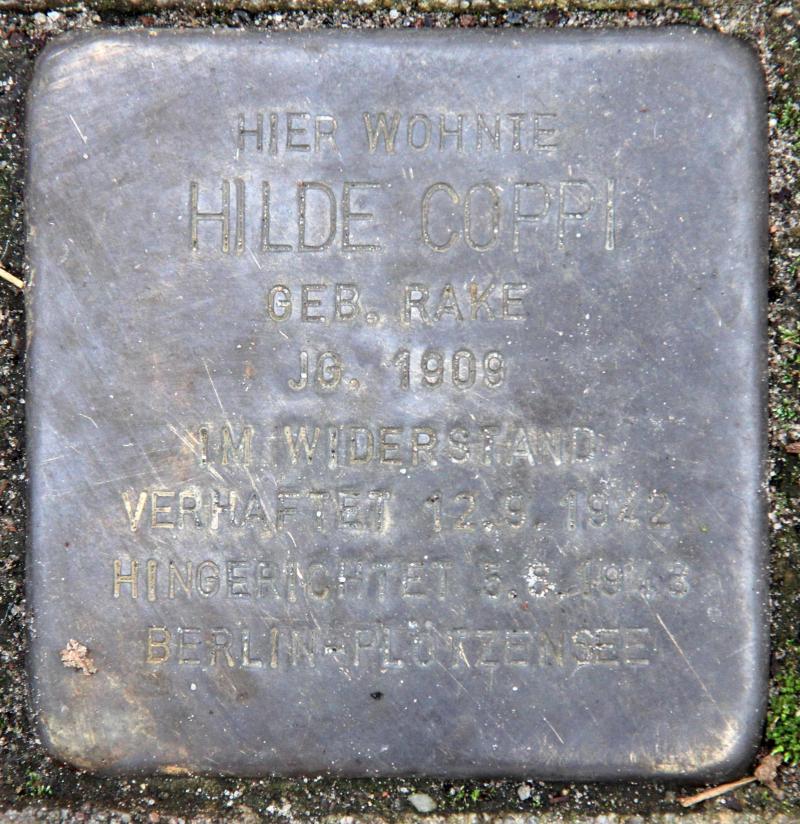 HIER WOHNTE
HILDE COPPI
GEB. RAKE
JG. 1909
IM WIDERSTAND
VERHAFTET 12.9.1942
HINGERICHTET 5.8.1943
BERLIN-PLÖTZENSEE